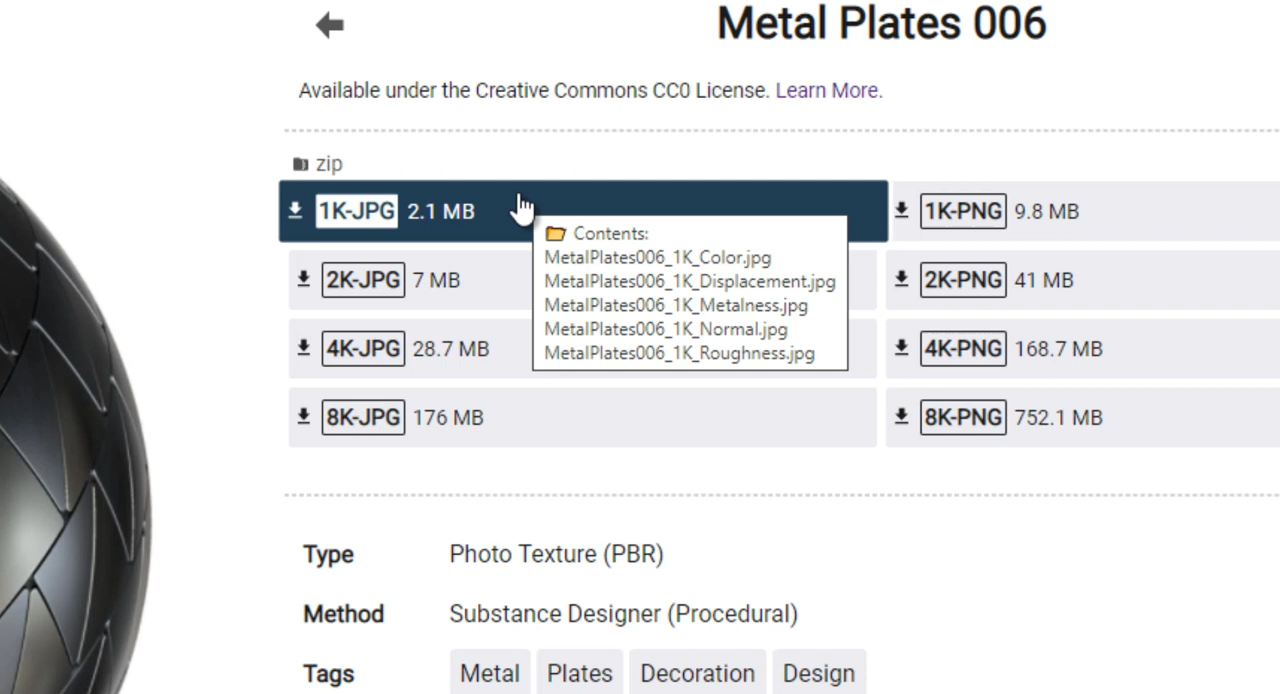 Metal Plates 006
Available under the Creative Commons CC0 License. Learn More.
zip
1K-JPG 2.1 MB
1K-PNG 9.8 MB
Contents:
MetalPlates006_1K_Color.jpg
MetalPlates006_1K_Displacement.jpg
MetalPlates006_1K_Metalness.jpg
MetalPlates006_1K_Normal.jpg
MetalPlates006_1K_Roughness.jpg
2K-JPG 7 MB
2K-PNG 41 MB
4K-JPG 28.7 MB
4K-PNG 168.7 MB
8K-JPG 176 MB
8K-PNG 752.1 MB
Type Photo Texture (PBR)
Method Substance Designer (Procedural)
Tags Metal Plates Decoration Design